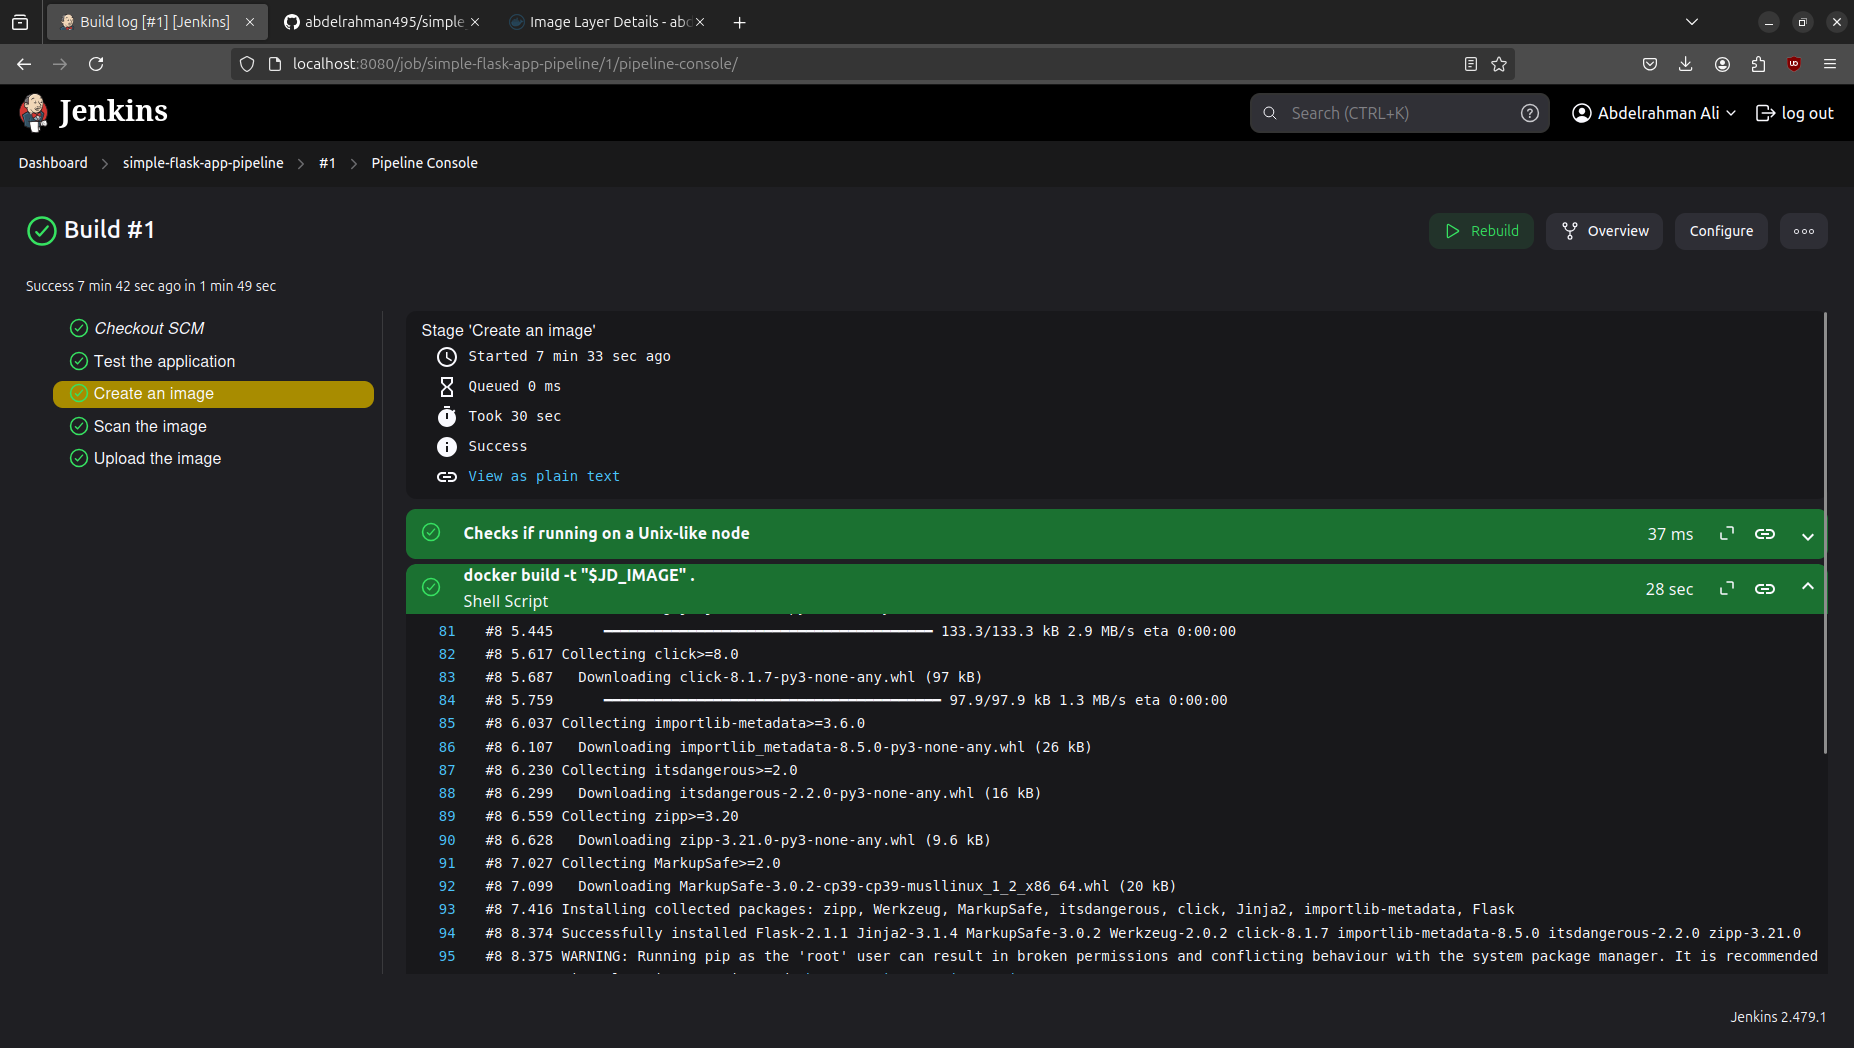 Build log [#1] [Jenkins]
abdelrahman495/simple
Image Layer Details - abd
localhost:8080/job/simple-flask-app-pipeline/1/pipeline-console/
Jenkins
Search (CTRL+K)
Abdelrahman Ali
log out
Dashboard
simple-flask-app-pipeline
#1
Pipeline Console
Build #1
Rebuild
Overview
Configure
Success 7 min 42 sec ago in 1 min 49 sec
Checkout SCM
Test the application
Create an image
Scan the image
Upload the image
Stage 'Create an image'
Started 7 min 33 sec ago
Queued 0 ms
Took 30 sec
Success
View as plain text
Checks if running on a Unix-like node
37 ms
docker build -t "$JD_IMAGE" .
Shell Script
28 sec
81 #8 5.445 ━━━━━━━━━━━━━━━━━━━━━━━━━━━━━━━━━━━━━━━ 133.3/133.3 kB 2.9 MB/s eta 0:00:00
82 #8 5.617 Collecting click>=8.0
83 #8 5.687 Downloading click-8.1.7-py3-none-any.whl (97 kB)
84 #8 5.759 ━━━━━━━━━━━━━━━━━━━━━━━━━━━━━━━━━━━━━━━━ 97.9/97.9 kB 1.3 MB/s eta 0:00:00
85 #8 6.037 Collecting importlib-metadata>=3.6.0
86 #8 6.107 Downloading importlib_metadata-8.5.0-py3-none-any.whl (26 kB)
87 #8 6.230 Collecting itsdangerous>=2.0
88 #8 6.299 Downloading itsdangerous-2.2.0-py3-none-any.whl (16 kB)
89 #8 6.559 Collecting zipp>=3.20
90 #8 6.628 Downloading zipp-3.21.0-py3-none-any.whl (9.6 kB)
91 #8 7.027 Collecting MarkupSafe>=2.0
92 #8 7.099 Downloading MarkupSafe-3.0.2-cp39-cp39-musllinux_1_2_x86_64.whl (20 kB)
93 #8 7.416 Installing collected packages: zipp, Werkzeug, MarkupSafe, itsdangerous, click, Jinja2, importlib-metadata, Flask
94 #8 8.374 Successfully installed Flask-2.1.1 Jinja2-3.1.4 MarkupSafe-3.0.2 Werkzeug-2.0.2 click-8.1.7 importlib-metadata-8.5.0 itsdangerous-2.2.0 zipp-3.21.0
95 #8 8.375 WARNING: Running pip as the 'root' user can result in broken permissions and conflicting behaviour with the system package manager. It is recommended
Jenkins 2.479.1